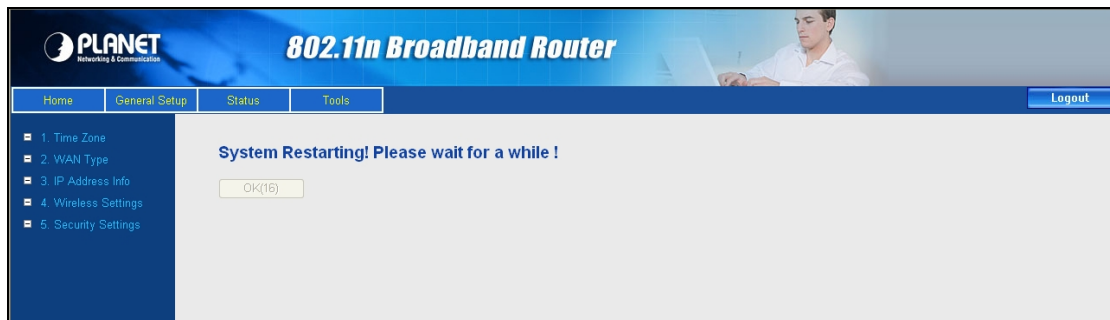 PLANET
Networking & Communication
802.11n Broadband Router
Home
General Setup
Status
Tools
Logout
1. Time Zone
2. WAN Type
3. IP Address Info
4. Wireless Settings
5. Security Settings
System Restarting! Please wait for a while !
OK(16)